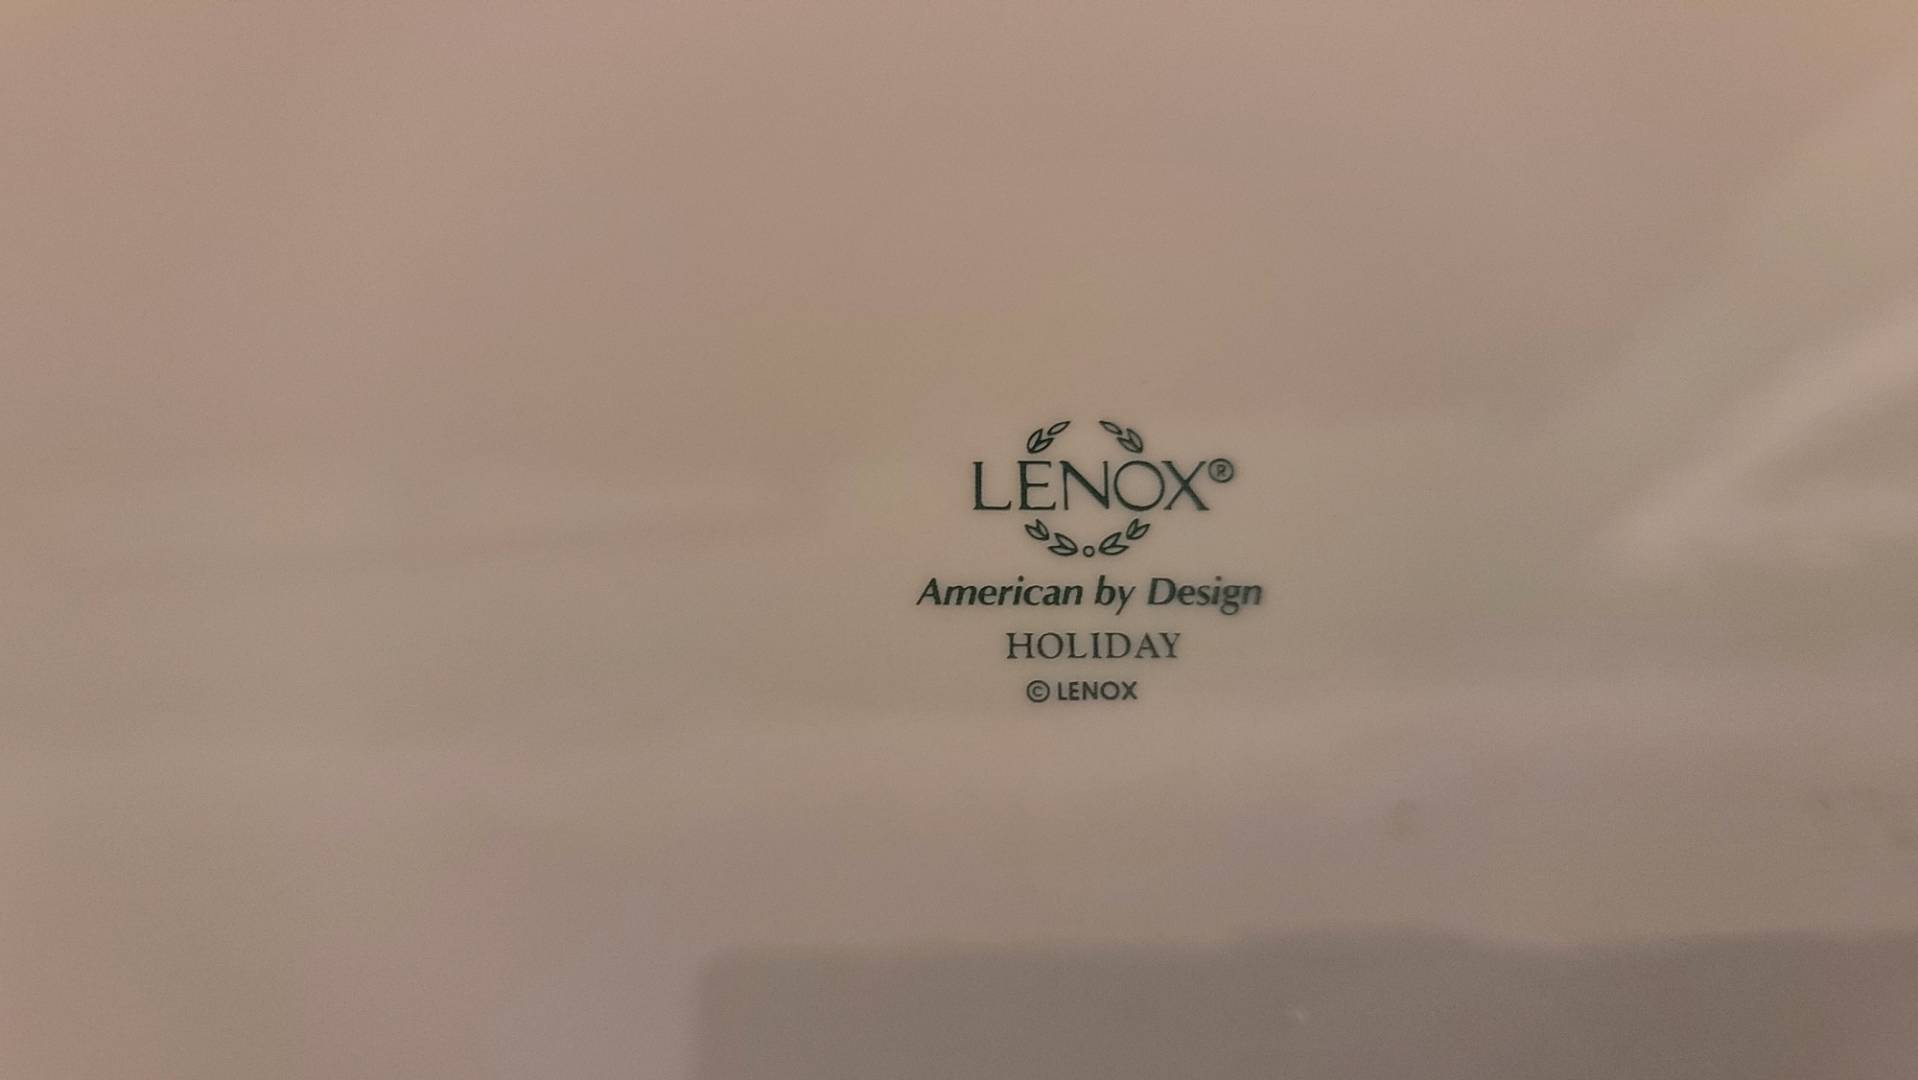 LENOX®
American by Design
HOLIDAY
© LENOX